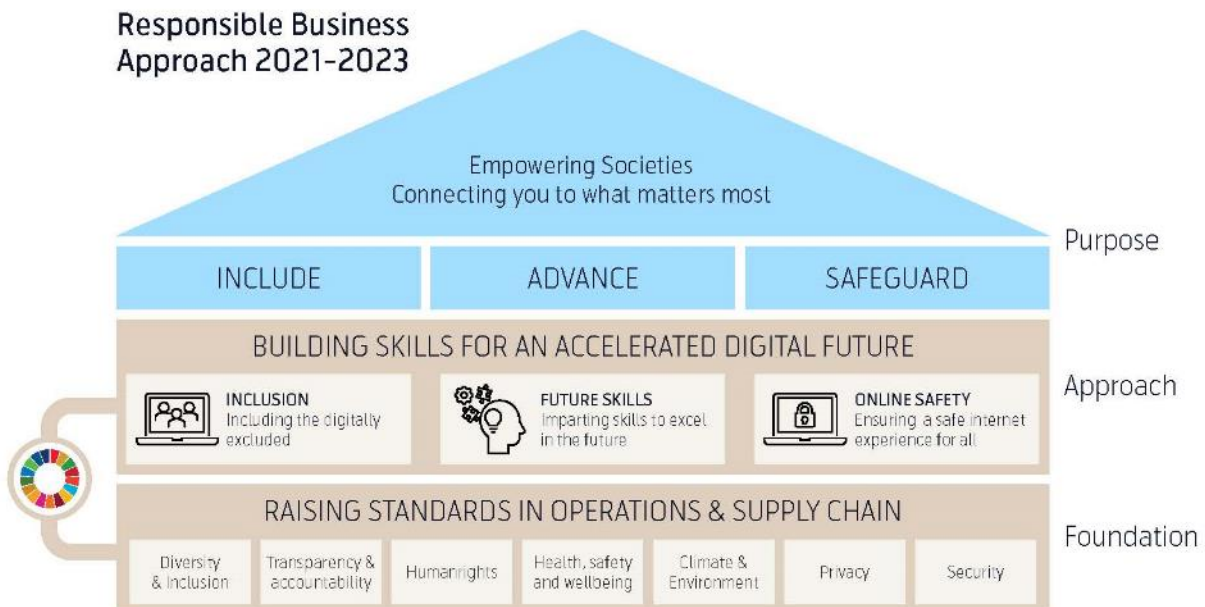 Responsible Business
Approach 2021-2023
Empowering Societies
Connecting you to what matters most
Purpose
INCLUDE
ADVANCE
SAFEGUARD
BUILDING SKILLS FOR AN ACCELERATED DIGITAL FUTURE
Approach
INCLUSION
Including the digitally
excluded
FUTURE SKILLS
Imparting skills to excel
in the future
ONLINE SAFETY
Ensuring a safe internet
experience for all
RAISING STANDARDS IN OPERATIONS & SUPPLY CHAIN
Foundation
Diversity
& Inclusion
Transparency &
accountability
Humanrights
Health, safety
and wellbeing
Climate &
Environment
Privacy
Security